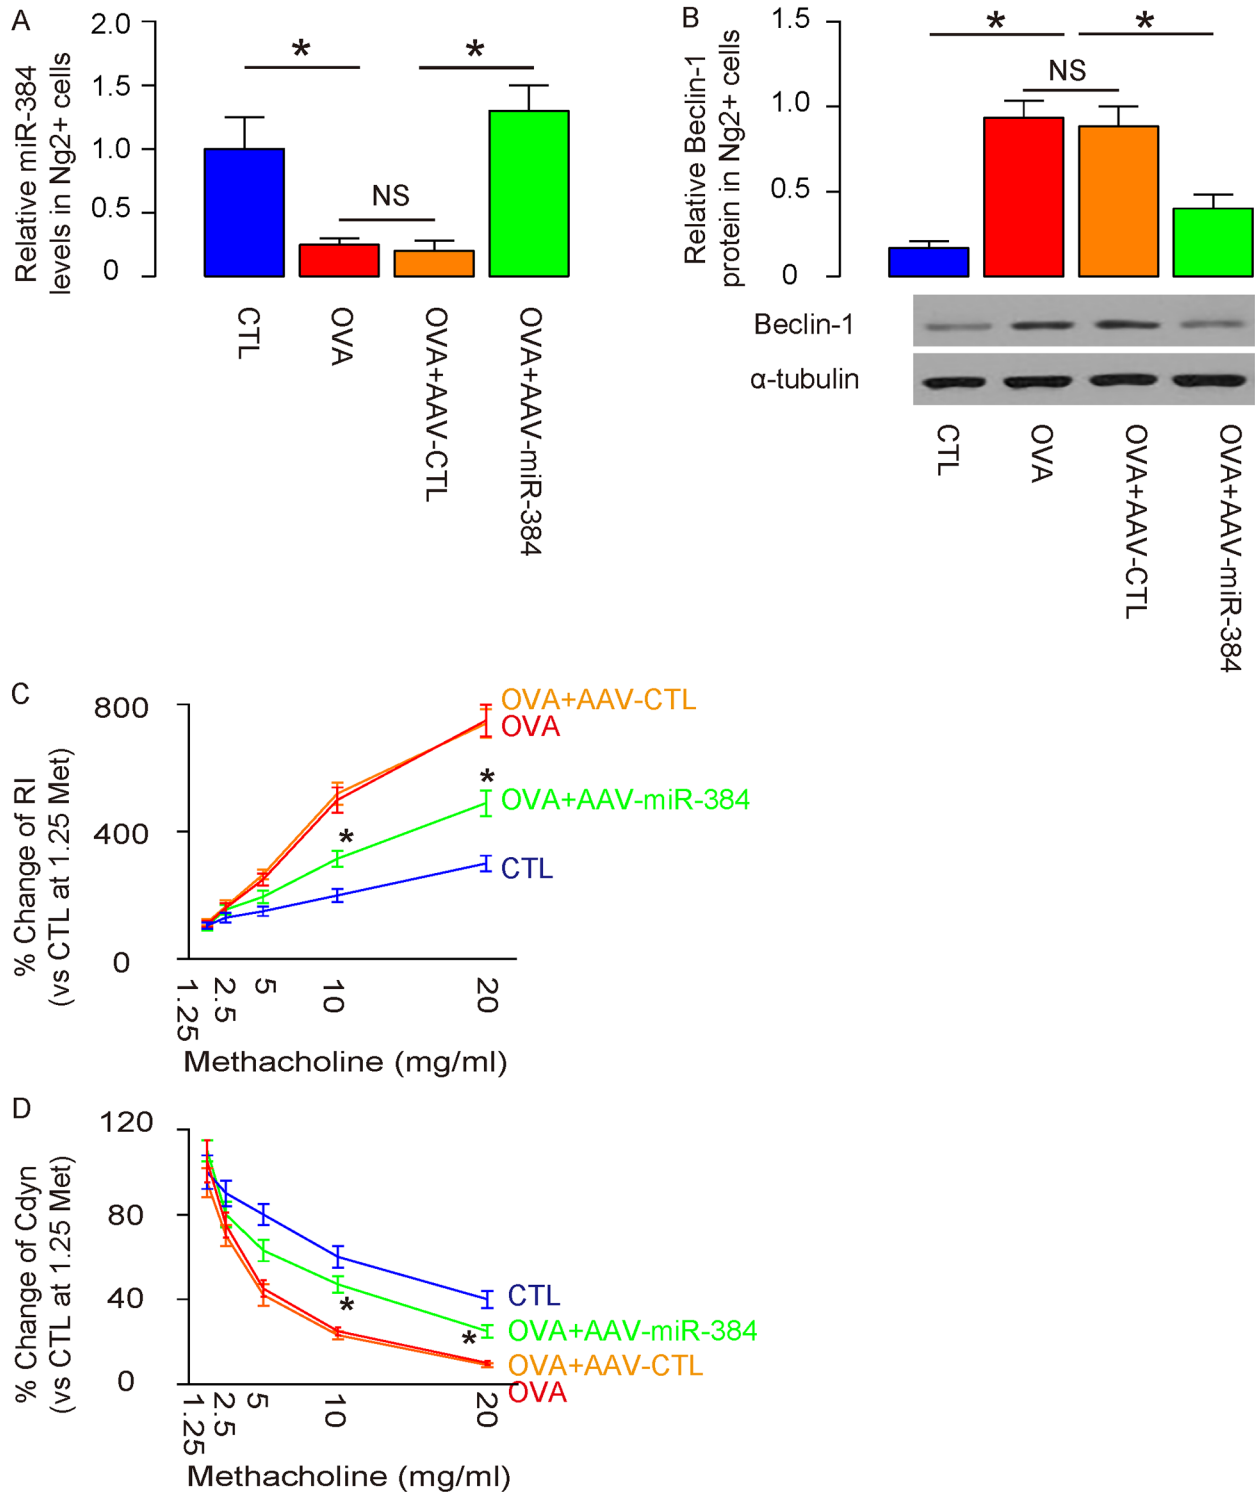 A
Relative miR-384
levels in Ng2+ cells
2.0
1.5
1.0
0.5
0
*
*
NS
CTL
OVA
OVA+AAV-CTL
OVA+AAV-miR-384
B
Relative Beclin-1
protein in Ng2+ cells
1.5
1.0
0.5
0
*
*
NS
Beclin-1
α-tubulin
CTL
OVA
OVA+AAV-CTL
OVA+AAV-miR-384
C
% Change of RI
(vs CTL at 1.25 Met)
800
400
0
OVA+AAV-CTL
OVA
*
OVA+AAV-miR-384
*
CTL
1.25
2.5
5
10
20
Methacholine (mg/ml)
D
% Change of Cdyn
(vs CTL at 1.25 Met)
120
80
40
0
CTL
*
OVA+AAV-miR-384
*
OVA+AAV-CTL
OVA
1.25
2.5
5
10
20
Methacholine (mg/ml)